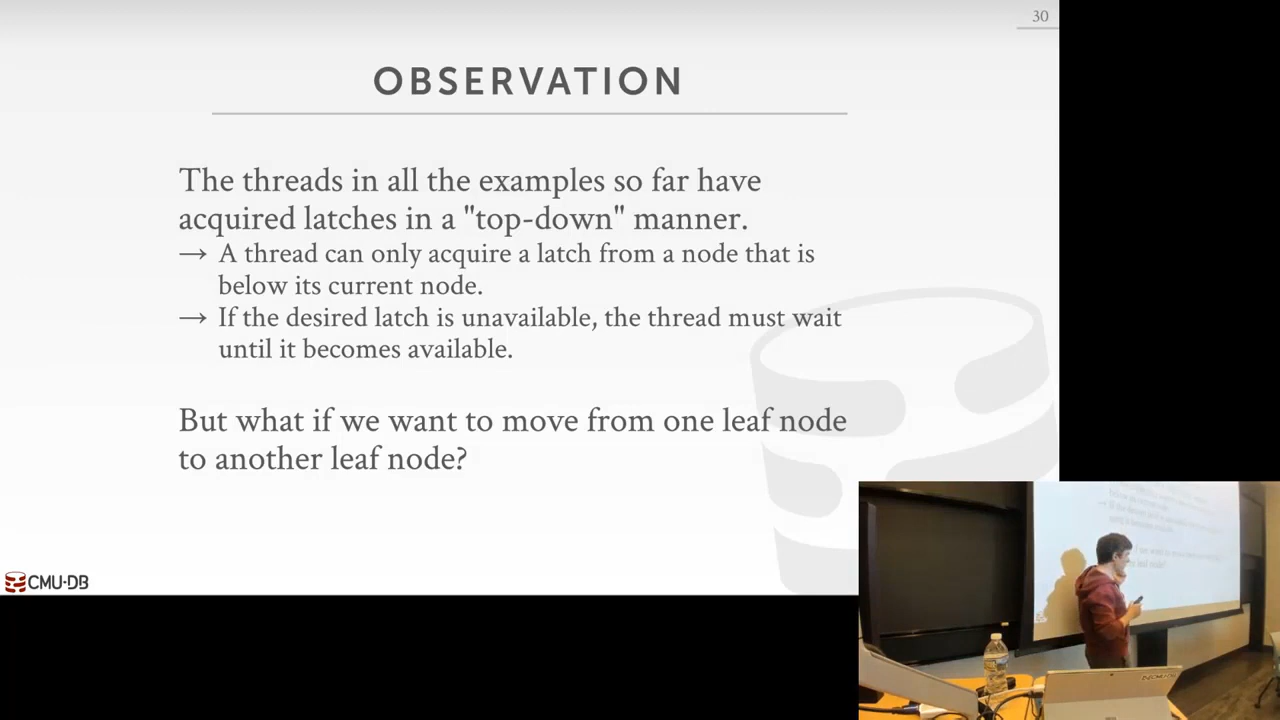 30
OBSERVATION
The threads in all the examples so far have
acquired latches in a "top-down" manner.
→ A thread can only acquire a latch from a node that is
below its current node.
→ If the desired latch is unavailable, the thread must wait
until it becomes available.
But what if we want to move from one leaf node
to another leaf node?
CMU·DB